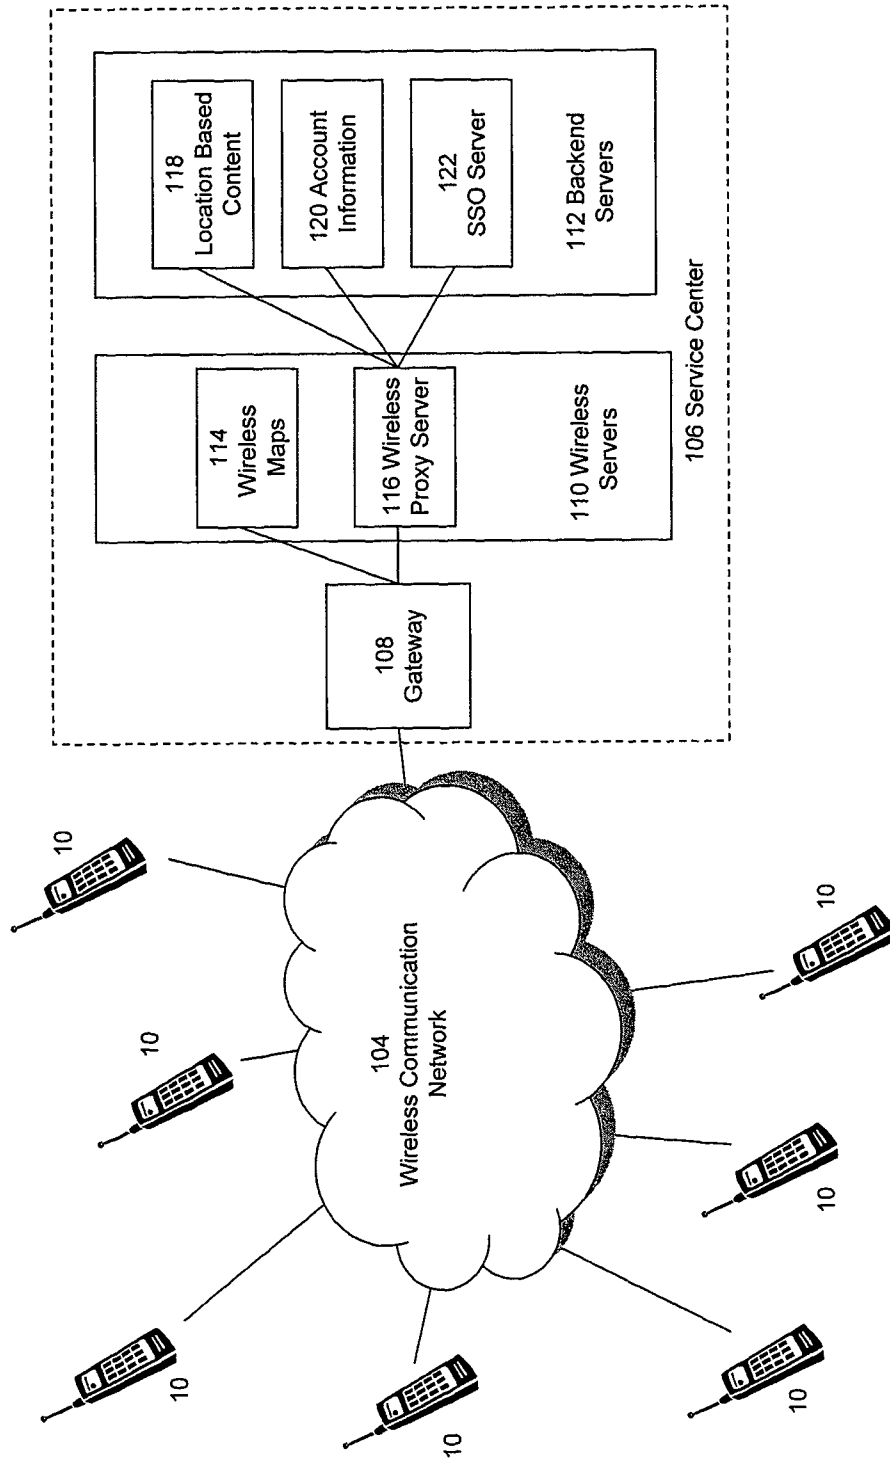 10
10
10
10
10
10
10
104
Wireless Communication
Network
108
Gateway
114
Wireless
Maps
116 Wireless
Proxy Server
110 Wireless
Servers
118
Location Based
Content
120 Account
Information
122
SSO Server
112 Backend
Servers
106 Service Center